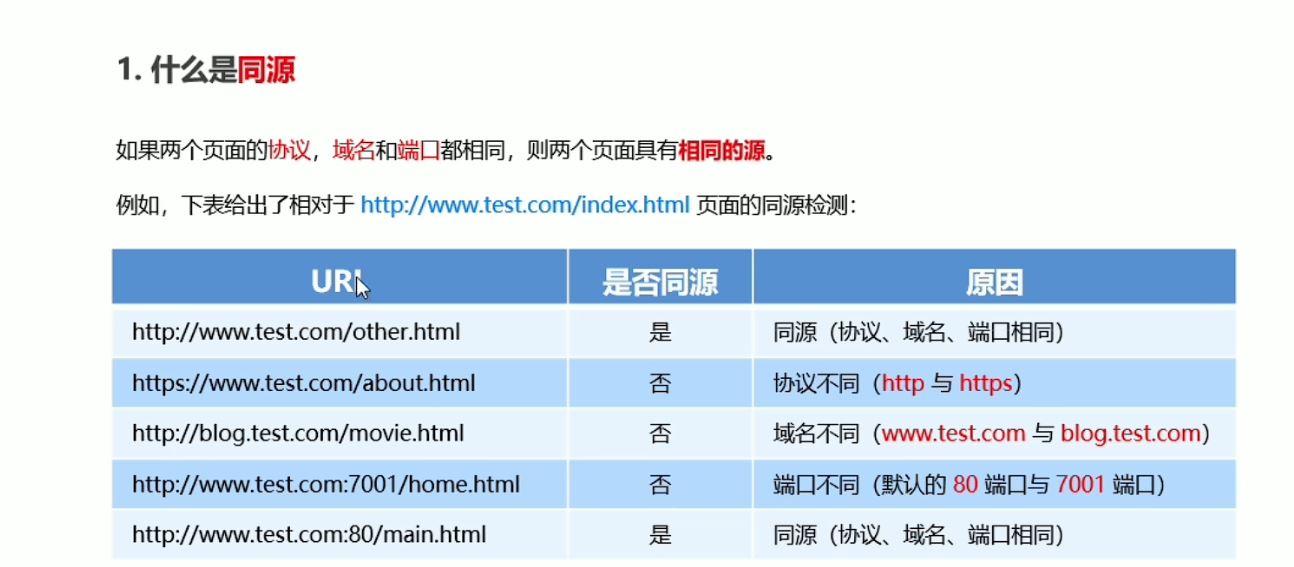 1. 什么是同源
如果两个页面的协议，域名和端口都相同，则两个页面具有相同的源。
例如，下表给出了相对于 http://www.test.com/index.html 页面的同源检测：
URL 是否同源 原因
http://www.test.com/other.html 是 同源（协议、域名、端口相同）
https://www.test.com/about.html 否 协议不同（http 与 https）
http://blog.test.com/movie.html 否 域名不同（www.test.com 与 blog.test.com）
http://www.test.com:7001/home.html 否 端口不同（默认的 80 端口与 7001 端口）
http://www.test.com:80/main.html 是 同源（协议、域名、端口相同）